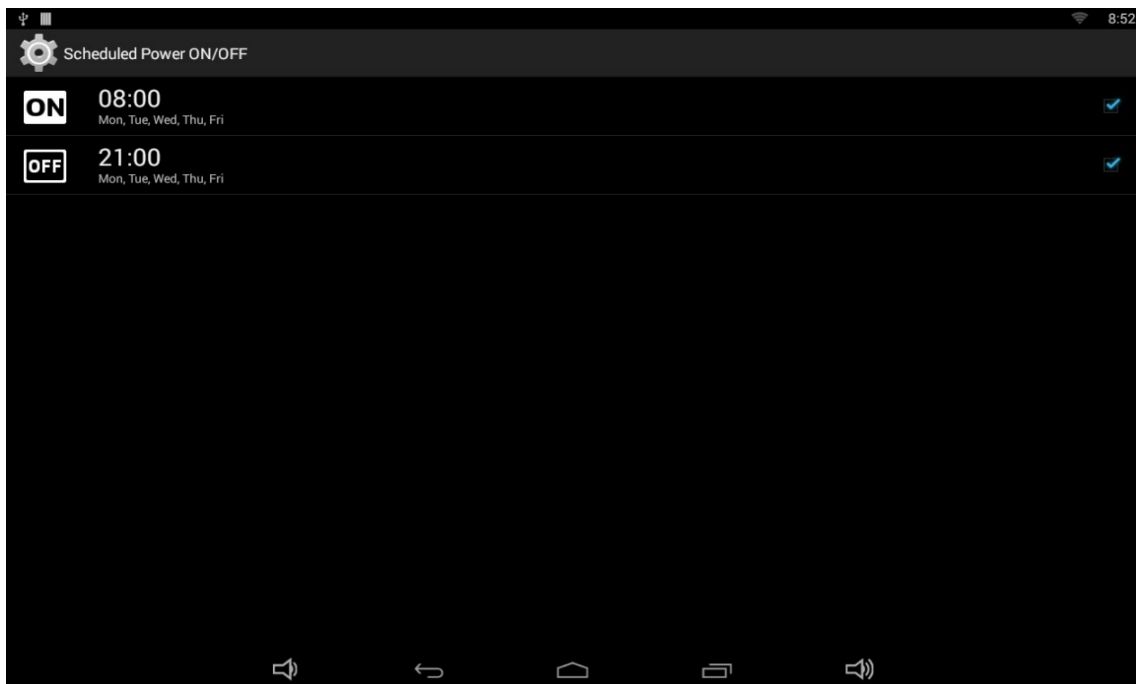 8:52
Scheduled Power ON/OFF
ON
08:00
Mon, Tue, Wed, Thu, Fri
OFF
21:00
Mon, Tue, Wed, Thu, Fri